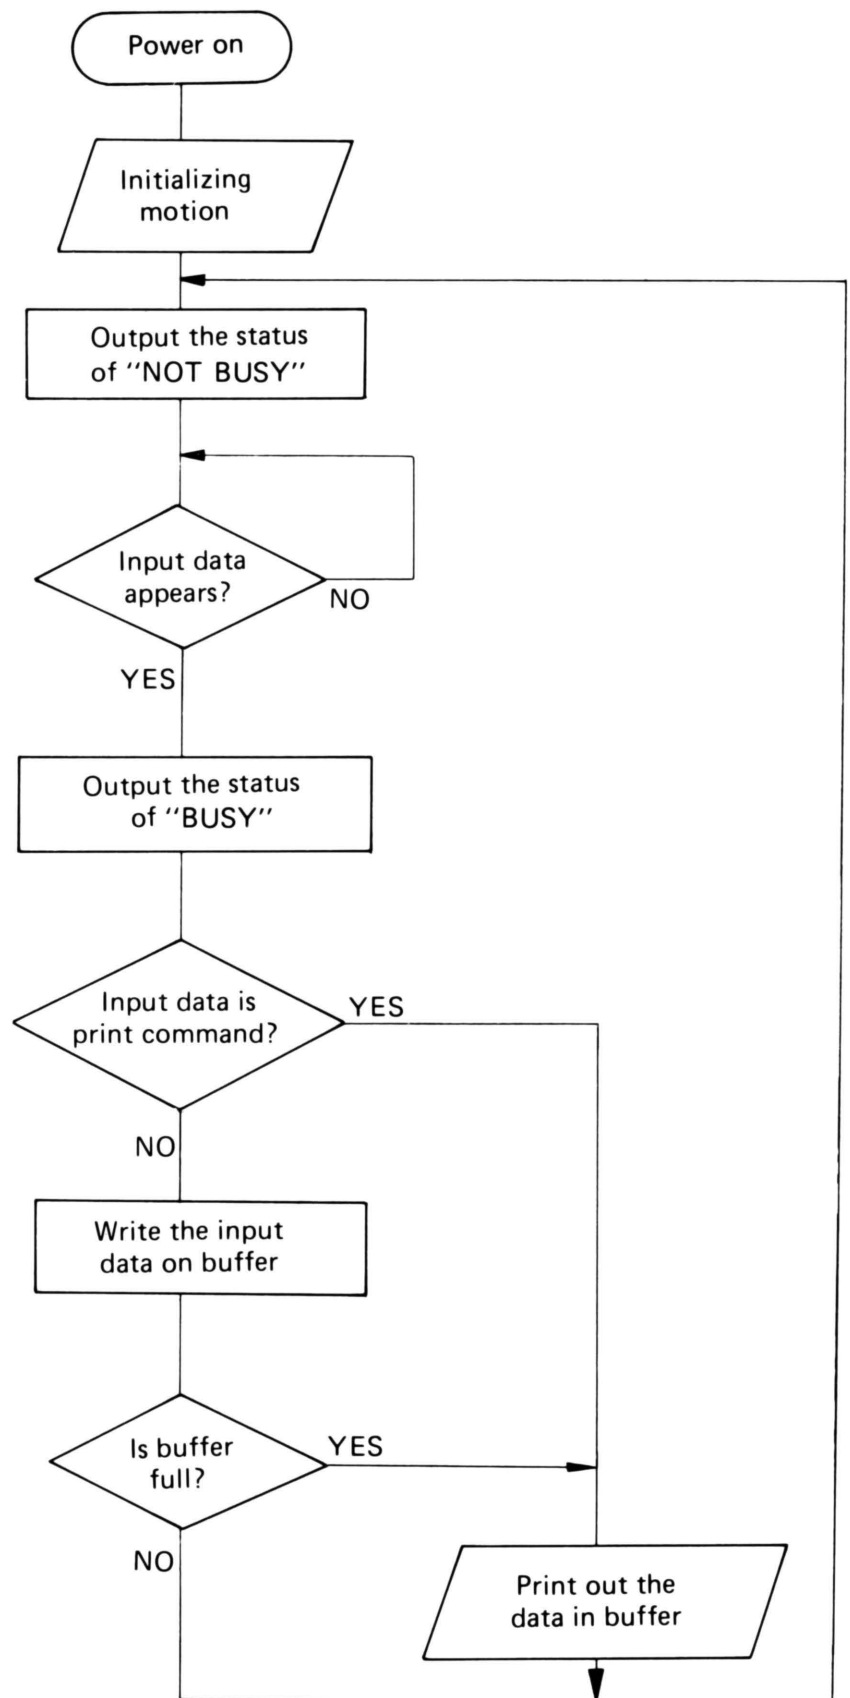 Power on
Initializing
motion
Output the status
of "NOT BUSY"
Input data
appears?
NO
YES
Output the status
of "BUSY"
Input data is
print command?
YES
NO
Write the input
data on buffer
Is buffer
full?
YES
NO
Print out the
data in buffer